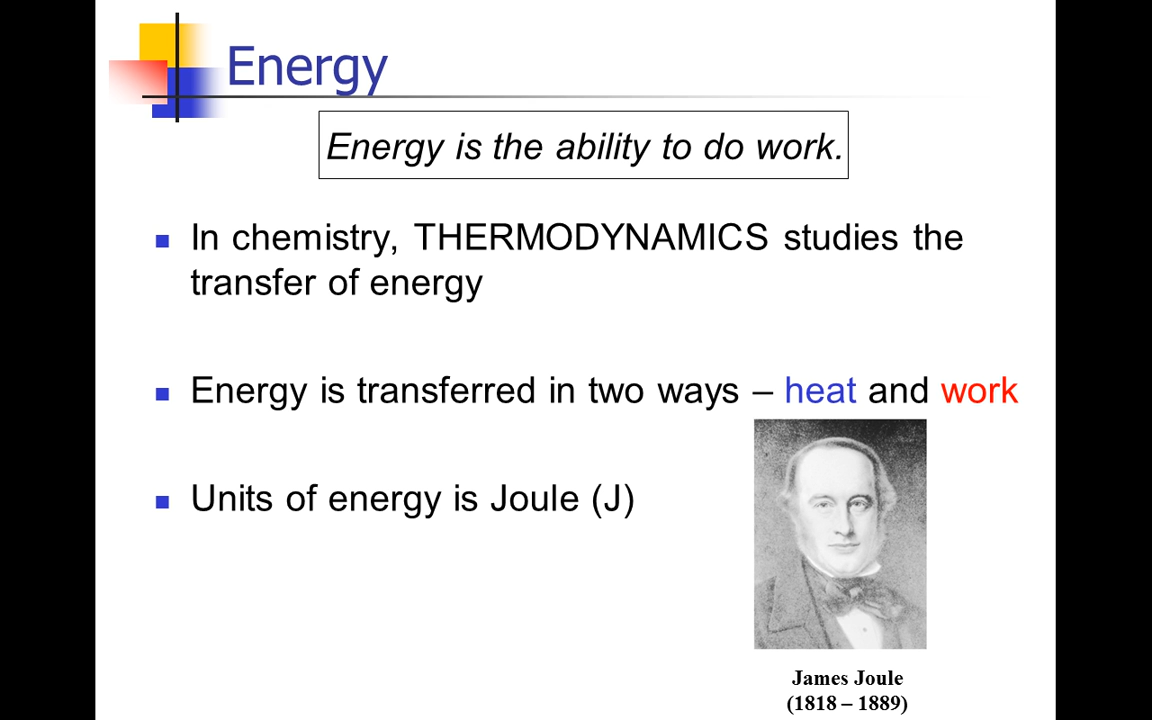 Energy
Energy is the ability to do work.
In chemistry, THERMODYNAMICS studies the
transfer of energy
Energy is transferred in two ways – heat and work
Units of energy is Joule (J)
James Joule
(1818 – 1889)